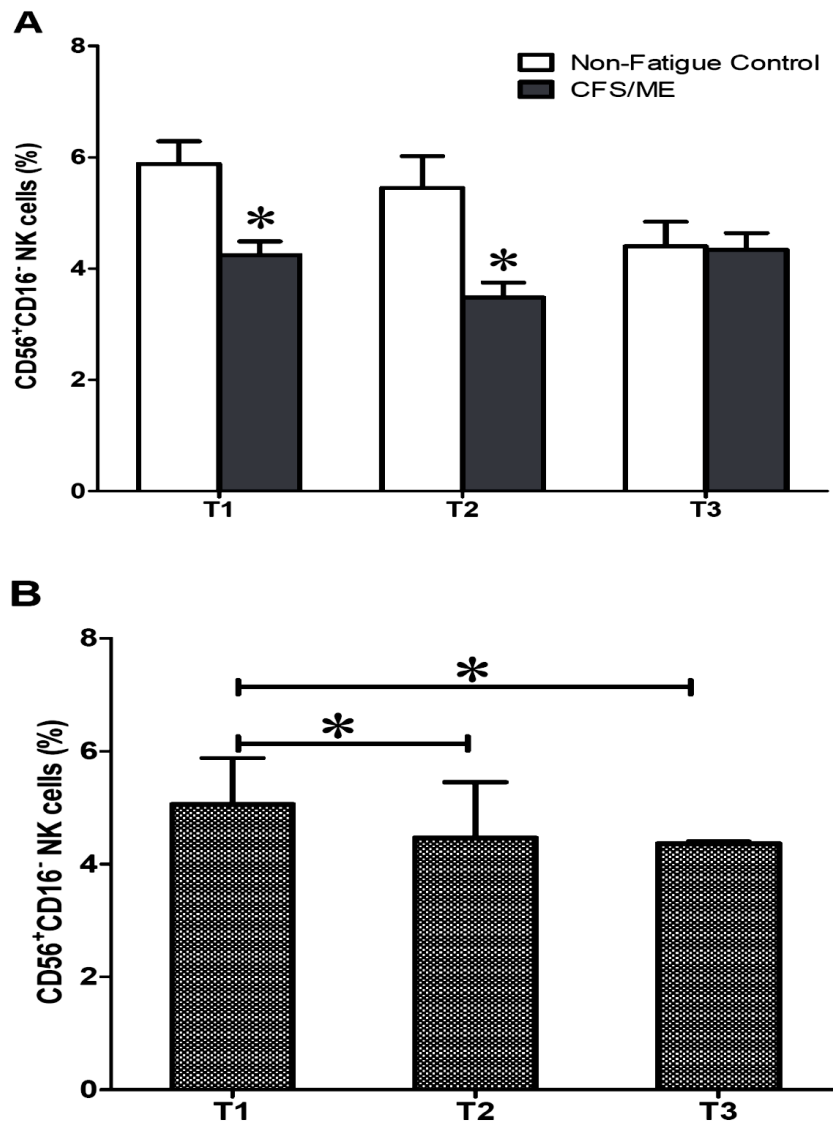 A
8
Non-Fatigue Control
CFS/ME
6
*
*
4
2
0
CD56⁺CD16⁻ NK cells (%)
T1 T2 T3
B
8
*
*
6
4
2
0
CD56⁺CD16⁻ NK cells (%)
T1 T2 T3